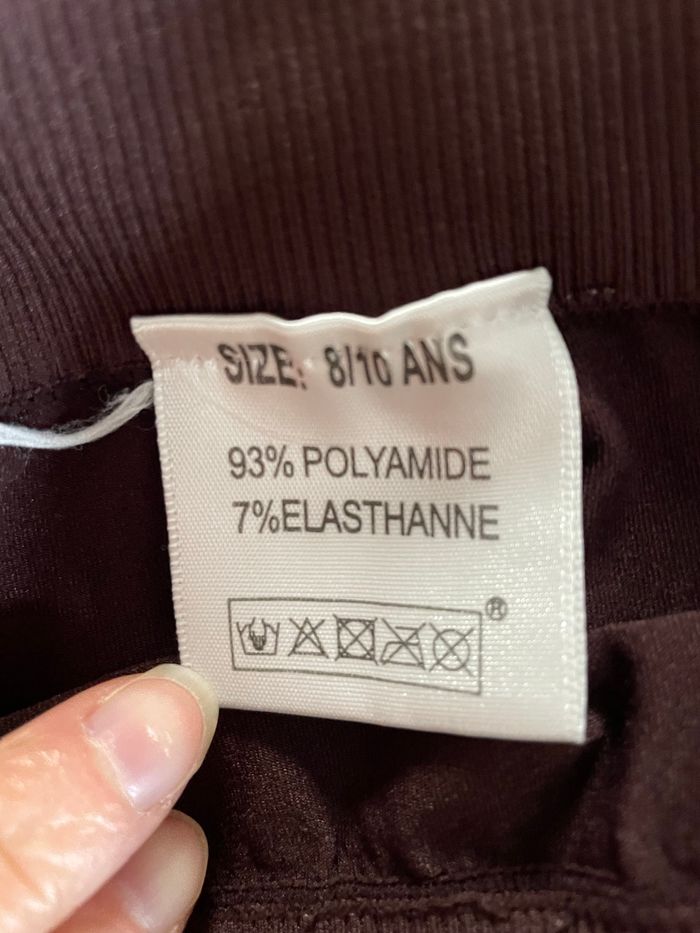 SIZE: 8/10 ANS
93% POLYAMIDE
7%ELASTHANNE
®